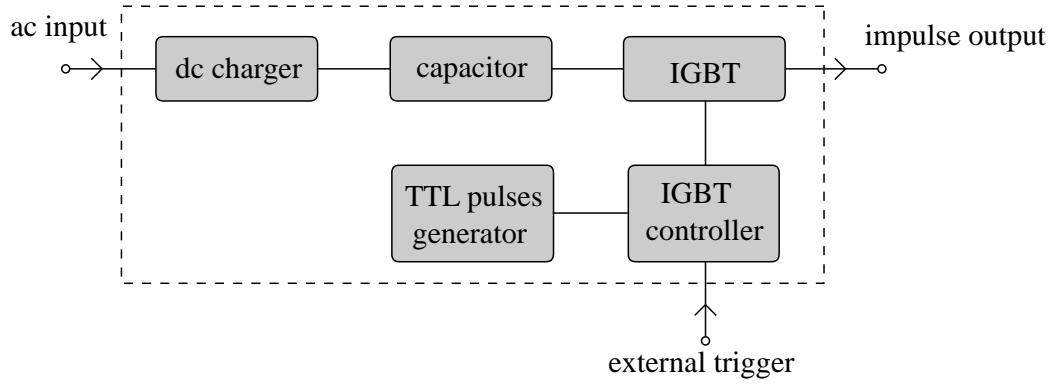 ac input
impulse output
dc charger
capacitor
IGBT
TTL pulses
generator
IGBT
controller
external trigger